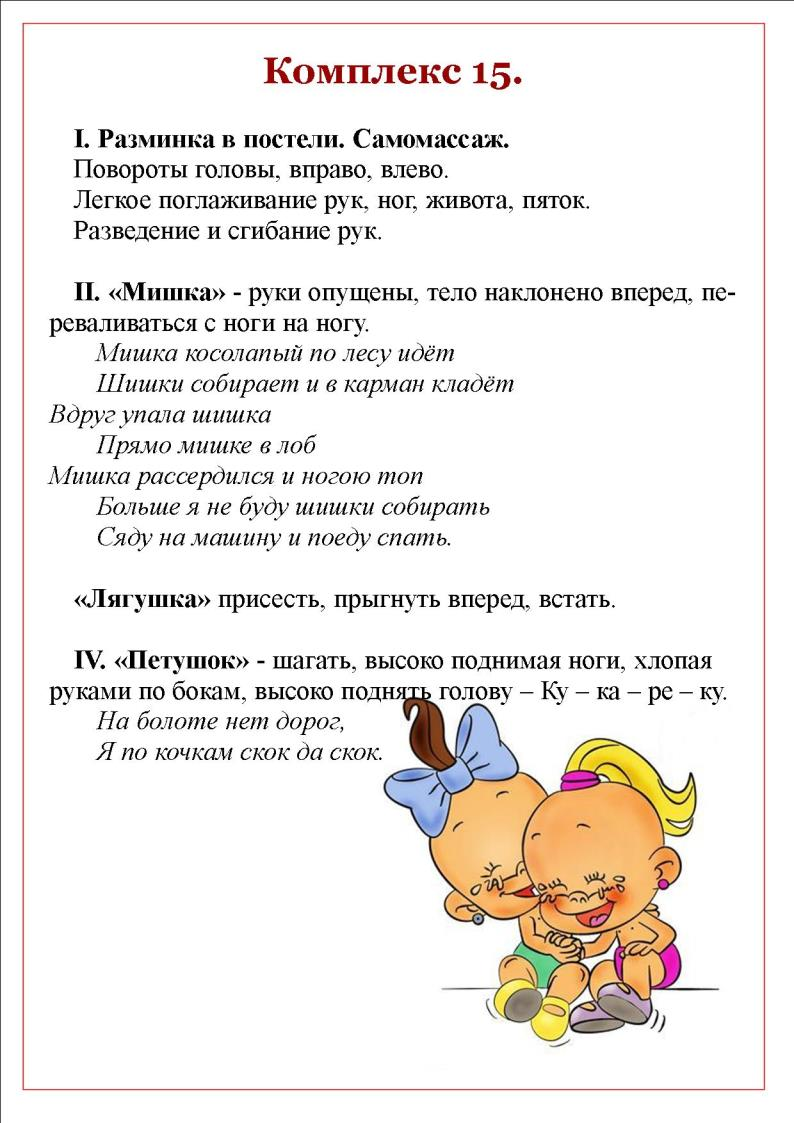 Комплекс 15.
I. Разминка в постели. Самомассаж.
Повороты головы, вправо, влево.
Легкое поглаживание рук, ног, живота, пяток.
Разведение и сгибание рук.
II. «Мишка» - руки опущены, тело наклонено вперед, пе-
реваливаться с ноги на ногу.
Мишка косолапый по лесу идёт
Шишки собирает и в карман кладёт
Вдруг упала шишка
Прямо мишке в лоб
Мишка рассердился и ногою топ
Больше я не буду шишки собирать
Сяду на машину и поеду спать.
«Лягушка» присесть, прыгнуть вперед, встать.
IV. «Петушок» - шагать, высоко поднимая ноги, хлопая
руками по бокам, высоко поднять голову – Ку – ка – ре – ку.
На болоте нет дорог,
Я по кочкам скок да скок.